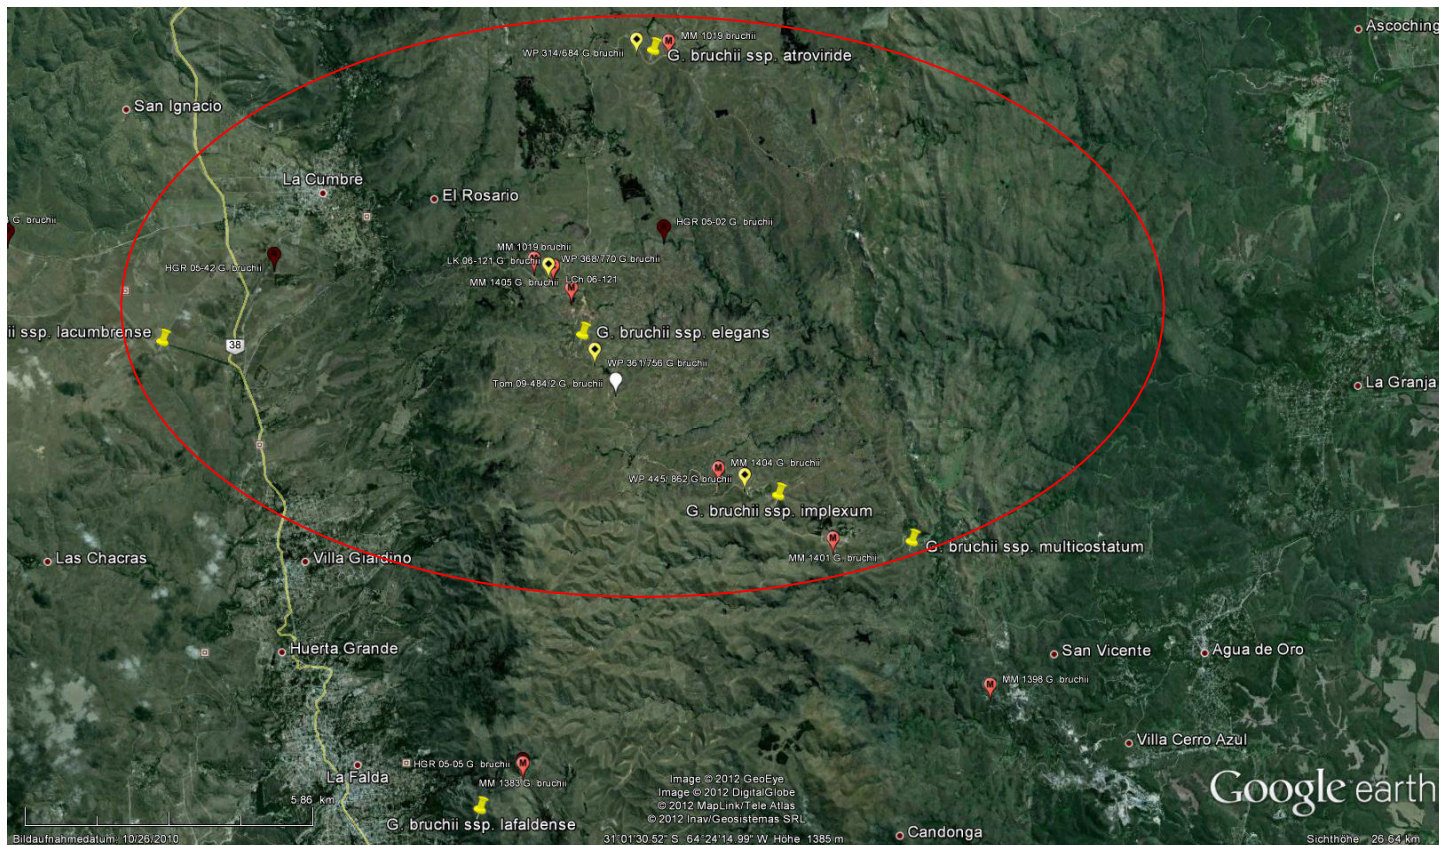 Ascoching
MM 1019 bruchii
WP 314/684 G. bruchii
G. bruchii ssp. atroviride
San Ignacio
La Cumbre
El Rosario
G. bruchii
HGR 05-02 G. bruchii
MM 1019 bruchii
LK 06-121 G. bruchii
WP 368/770 G. bruchii
HGR 05-42 G. bruchii
MM 1405 G. bruchii
LCh 06-121
ii ssp. lacumbrense
G. bruchii ssp. elegans
38
WP 361/756 G. bruchii
Tom 09-484/2 G. bruchii
La Granja
MM 1404 G. bruchii
WP 445/862 G. bruchii
G. bruchii ssp. implexum
G. bruchii ssp. multicostatum
MM 1401 G. bruchii
Las Chacras
Villa Giardino
Huerta Grande
San Vicente
Agua de Oro
MM 1398 G. bruchii
Villa Cerro Azul
La Falda
HGR 05-05 G. bruchii
MM 1383 G. bruchii
Image © 2012 GeoEye
Image © 2012 DigitalGlobe
© 2012 MapLink/Tele Atlas
© 2012 Inav/Geosistemas SRL
Google earth
5.86 km
G. bruchii ssp. lafaldense
Candonga
Bildaufnahmedatum: 10/26/2010
31°01'30.52" S 64°24'14.99" W Höhe 1385 m
Sichthöhe 26.64 km